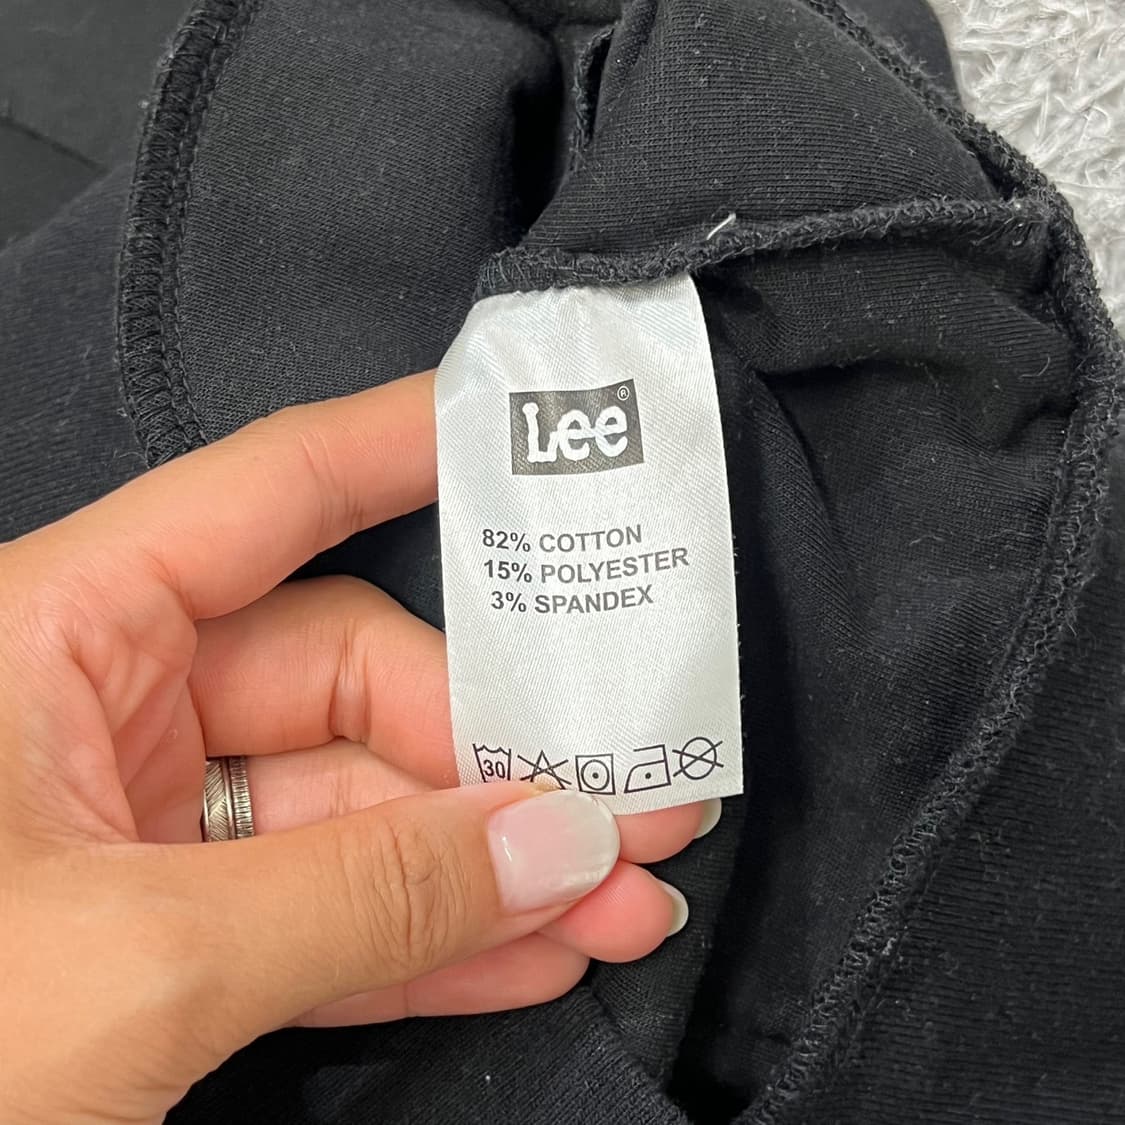 Lee®
82% COTTON
15% POLYESTER
3% SPANDEX
30